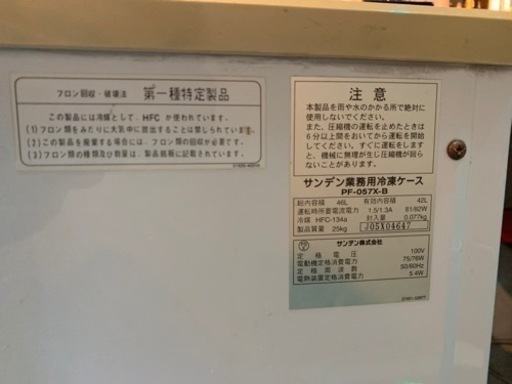 フロン回収・破壊法 第一種特定製品
この製品には冷媒として、HFC が使われています。
(1)フロン類をみだりに大気中に放出することは禁じられています。
(2)この製品を廃棄する場合には、フロン類の回収が必要です。
(3)フロン類の種類及び数量は、製品銘板に記載されています。
注意
本製品を雨や水のかかる所で絶対に
使用しないでください。
また、圧縮機の運転を止めたときは
6分以上間をおいてから運転を開始
してください。すぐに運転をします
と、機械に無理が生じ圧縮機が回ら
ないことがあります。
サンデン業務用冷凍ケース
PF-057X-B
総内容積 46L 有効内容積 42L
運転時所要電流電力 1.5/1.3A 81/82W
冷媒 HFC-134a 封入量 0.077kg
製品質量 25kg J05X04647
サンデン株式会社
定格電圧 100V
電動機定格消費電力 75/76W
定格周波数 50/60Hz
電熱装置定格消費電力 5.4W